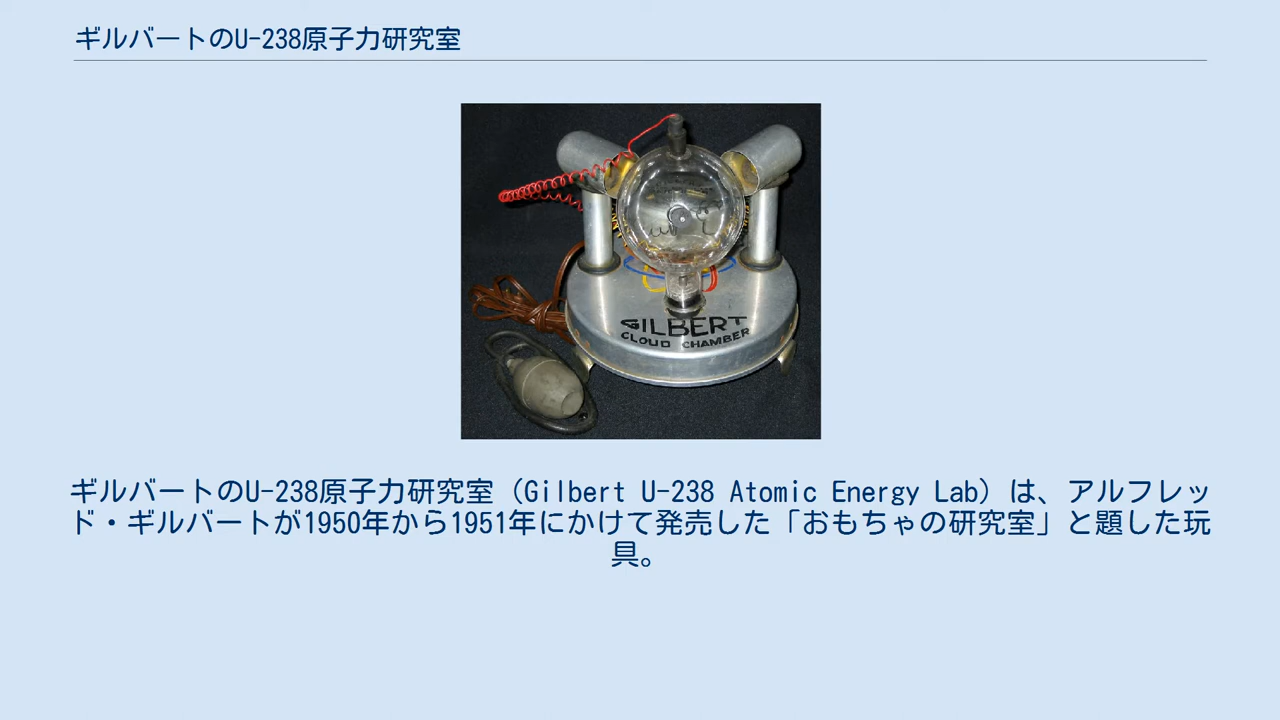 ギルバートのU-238原子力研究室
GILBERT
CLOUD CHAMBER
ギルバートのU-238原子力研究室（Gilbert U-238 Atomic Energy Lab）は、アルフレッ
ド・ギルバートが1950年から1951年にかけて発売した「おもちゃの研究室」と題した玩
具。